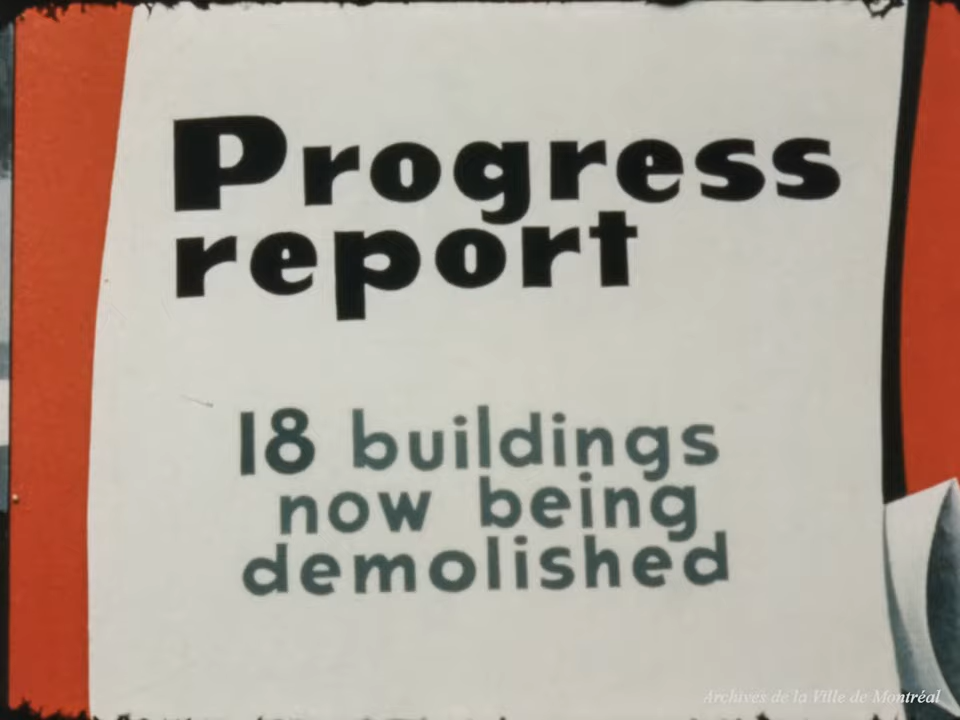 Progress
report
18 buildings
now being
demolished
Archives de la Ville de Montréal